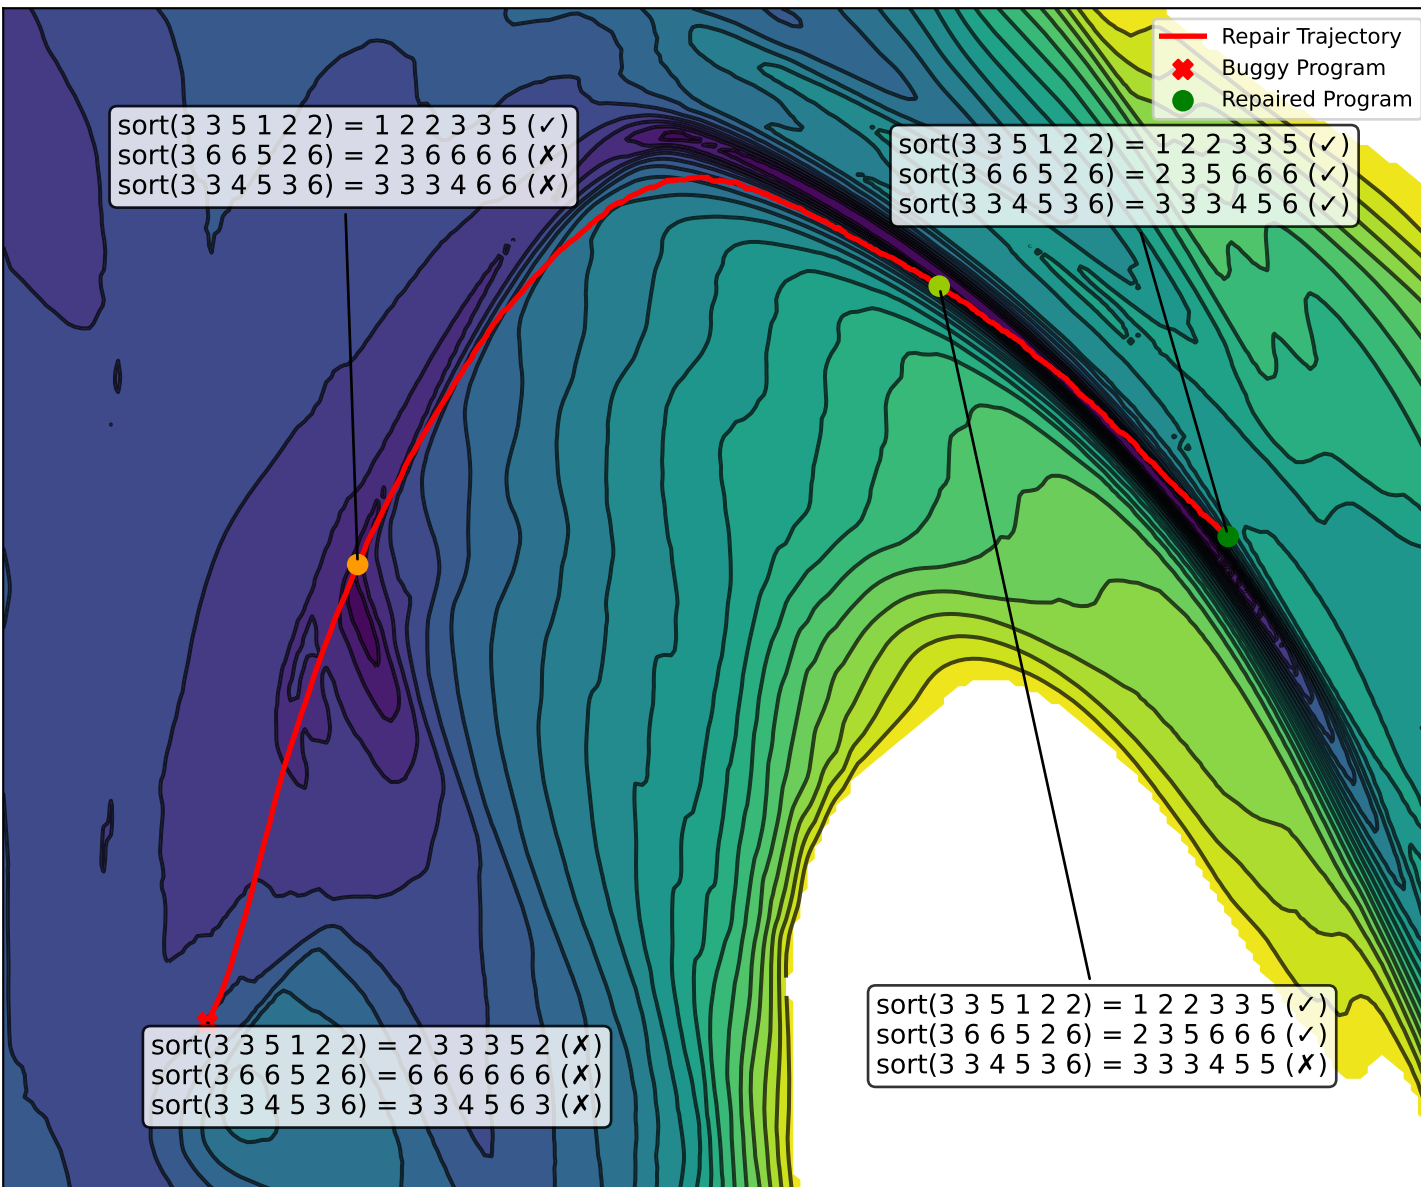 Repair Trajectory
Buggy Program
Repaired Program
sort(3 3 5 1 2 2) = 1 2 2 3 3 5 (✓)
sort(3 6 6 5 2 6) = 2 3 6 6 6 6 (✗)
sort(3 3 4 5 3 6) = 3 3 3 4 6 6 (✗)
sort(3 3 5 1 2 2) = 1 2 2 3 3 5 (✓)
sort(3 6 6 5 2 6) = 2 3 5 6 6 6 (✓)
sort(3 3 4 5 3 6) = 3 3 3 4 5 6 (✓)
sort(3 3 5 1 2 2) = 1 2 2 3 3 5 (✓)
sort(3 6 6 5 2 6) = 2 3 5 6 6 6 (✓)
sort(3 3 4 5 3 6) = 3 3 3 4 5 5 (✗)
sort(3 3 5 1 2 2) = 2 3 3 3 5 2 (✗)
sort(3 6 6 5 2 6) = 6 6 6 6 6 6 (✗)
sort(3 3 4 5 3 6) = 3 3 4 5 6 3 (✗)